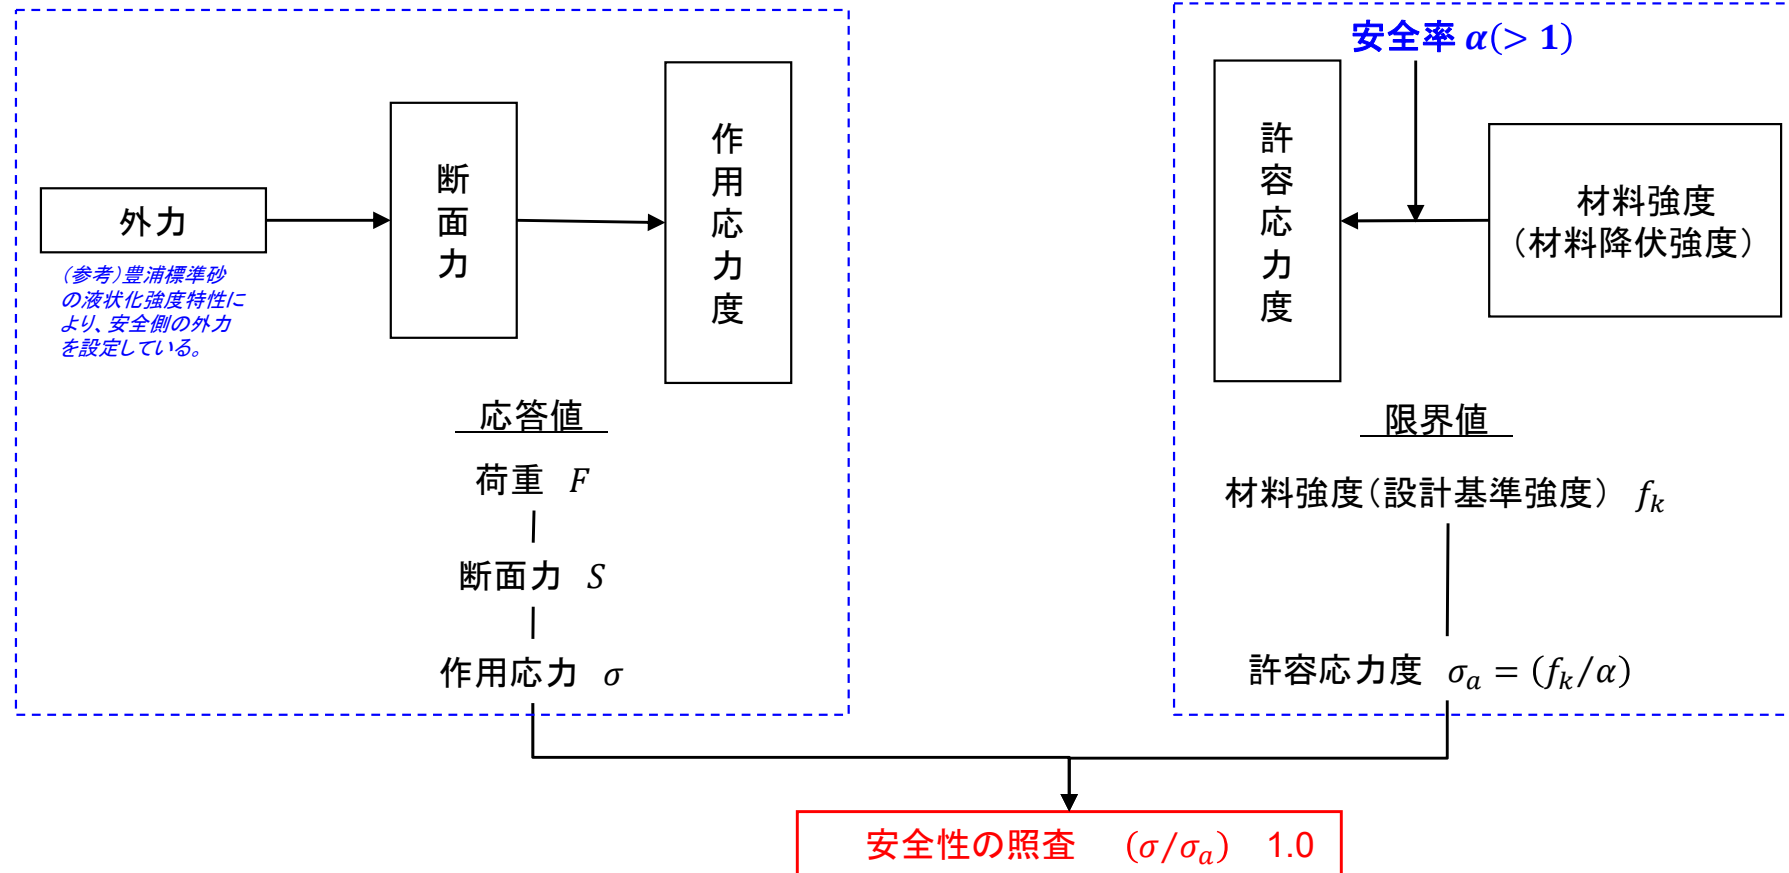 外力
(参考)豊浦標準砂
の液状化強度特性に
より、安全側の外力
を設定している。
断面力
作用応力度
応答値
荷重 F
断面力 S
作用応力 σ
安全率 α(> 1)
許容応力度
材料強度
(材料降伏強度)
限界値
材料強度(設計基準強度) f_k
許容応力度 σ_a = (f_k/α)
安全性の照査 (σ/σ_a) 1.0